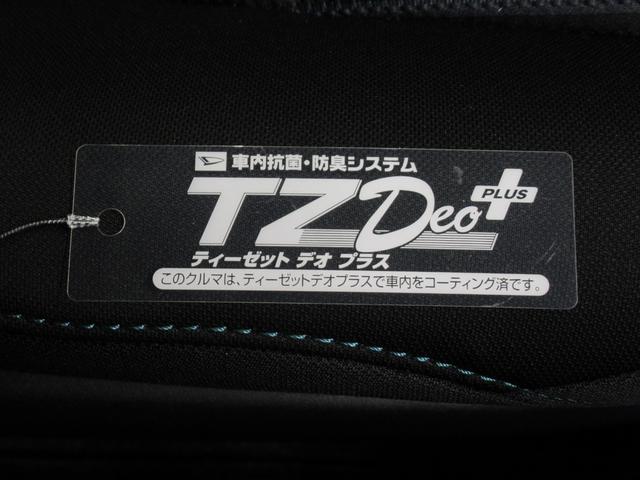 車内抗菌・防臭システム
TZ Deo PLUS
ティーゼット デオ プラス
このクルマは、ティーゼットデオプラスで車内をコーティング済です。